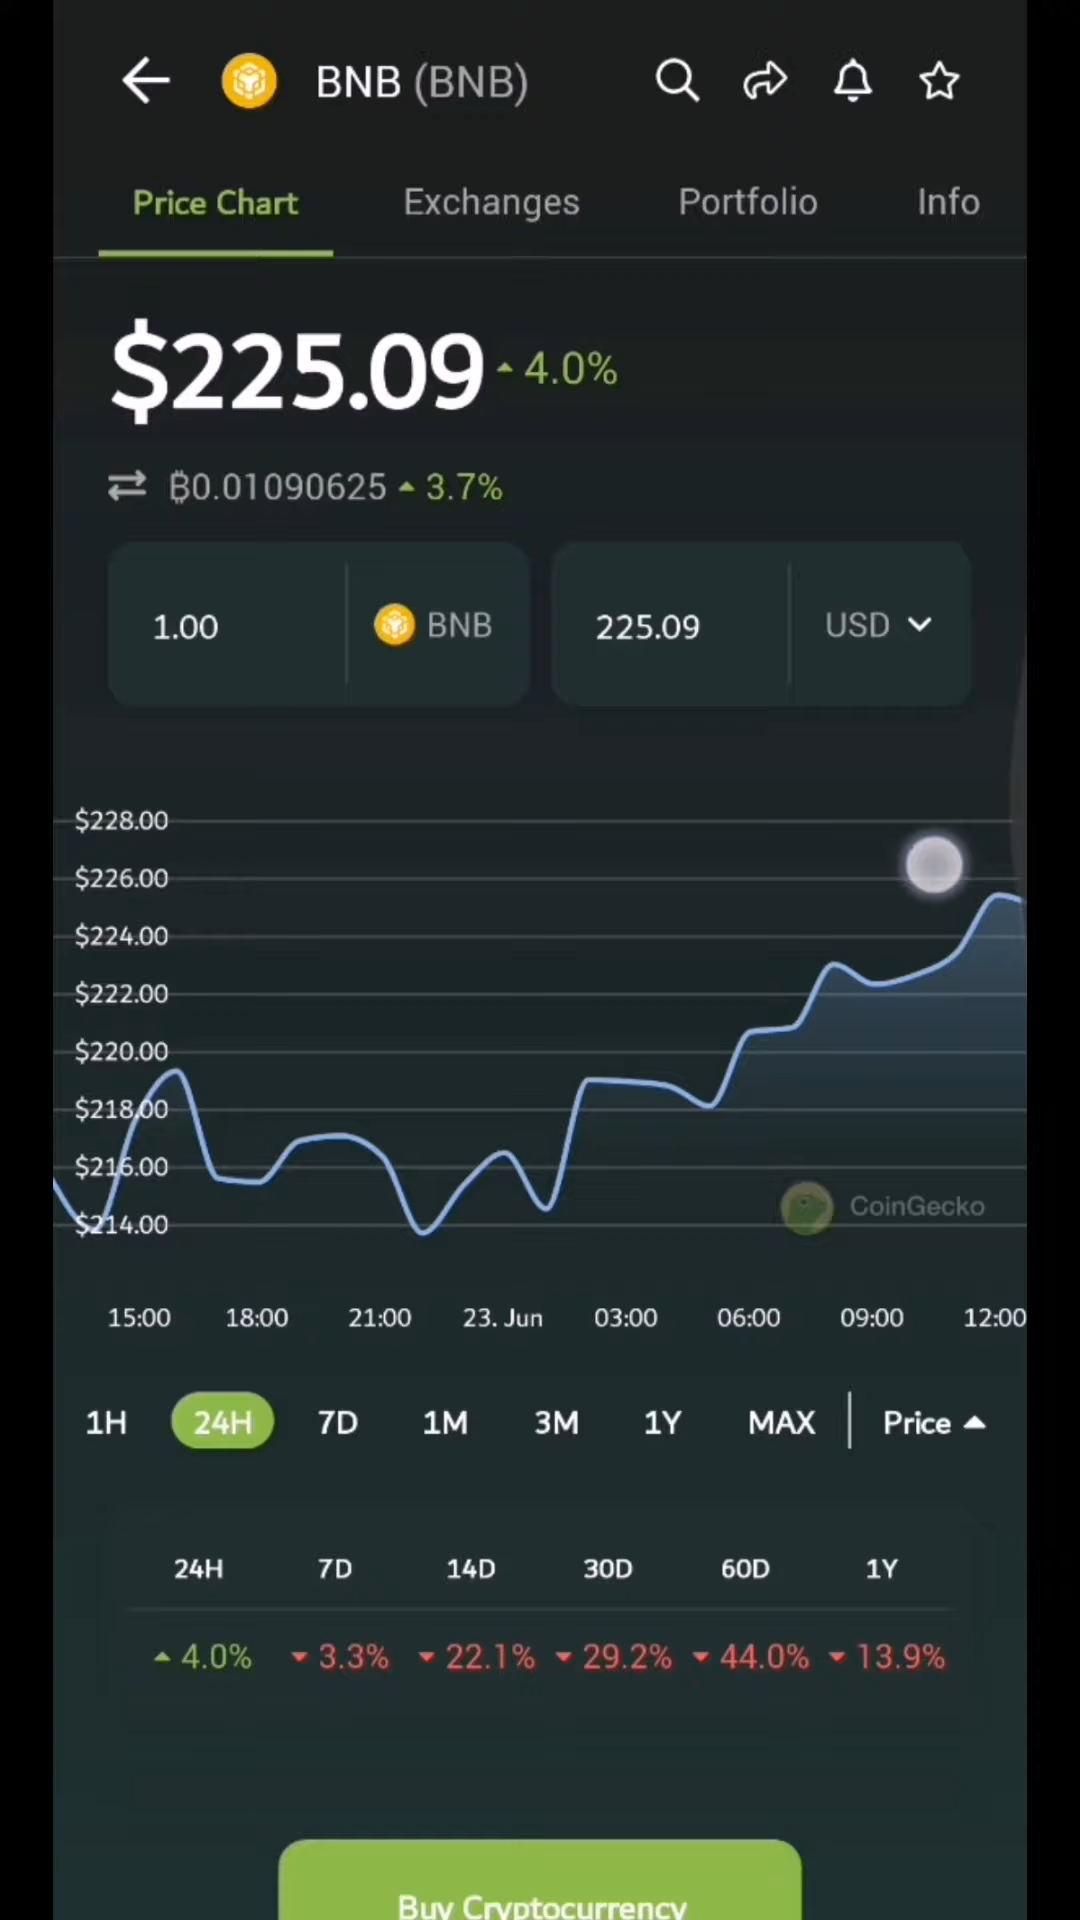 BNB (BNB)
Price Chart Exchanges Portfolio Info
$225.09 4.0%
₿0.01090625 3.7%
1.00 BNB 225.09 USD
$228.00
$226.00
$224.00
$222.00
$220.00
$218.00
$216.00
$214.00
CoinGecko
15:00 18:00 21:00 23. Jun 03:00 06:00 09:00 12:00
1H 24H 7D 1M 3M 1Y MAX Price
24H 7D 14D 30D 60D 1Y
4.0% 3.3% 22.1% 29.2% 44.0% 13.9%
Buy Cryptocurrency